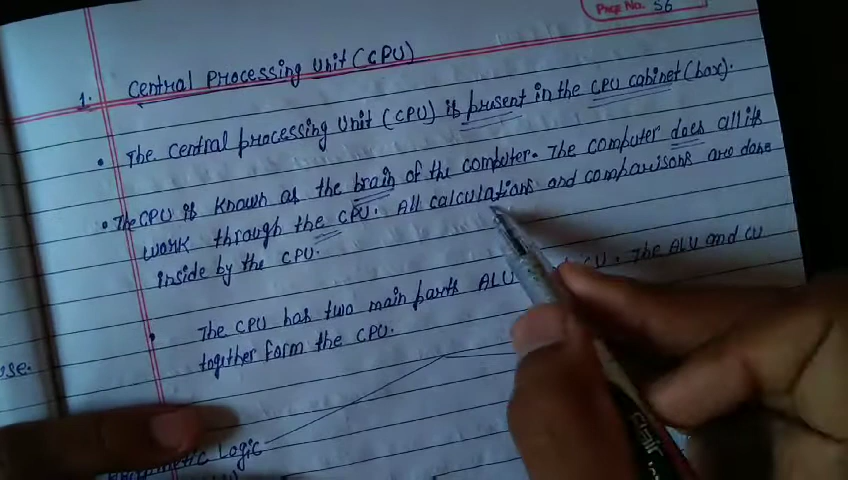 Page No. 56
1. Central Processing Unit (CPU)
• The central processing Unit (CPU) is present in the CPU cabinet (box).
• The CPU is known as the brain of the computer. The computer does all its
work through the CPU. All calculations and comparisons are done
inside by the CPU.
• The CPU has two main parts ALU CU. The ALU and CU
together form the CPU.
ose.
Logic